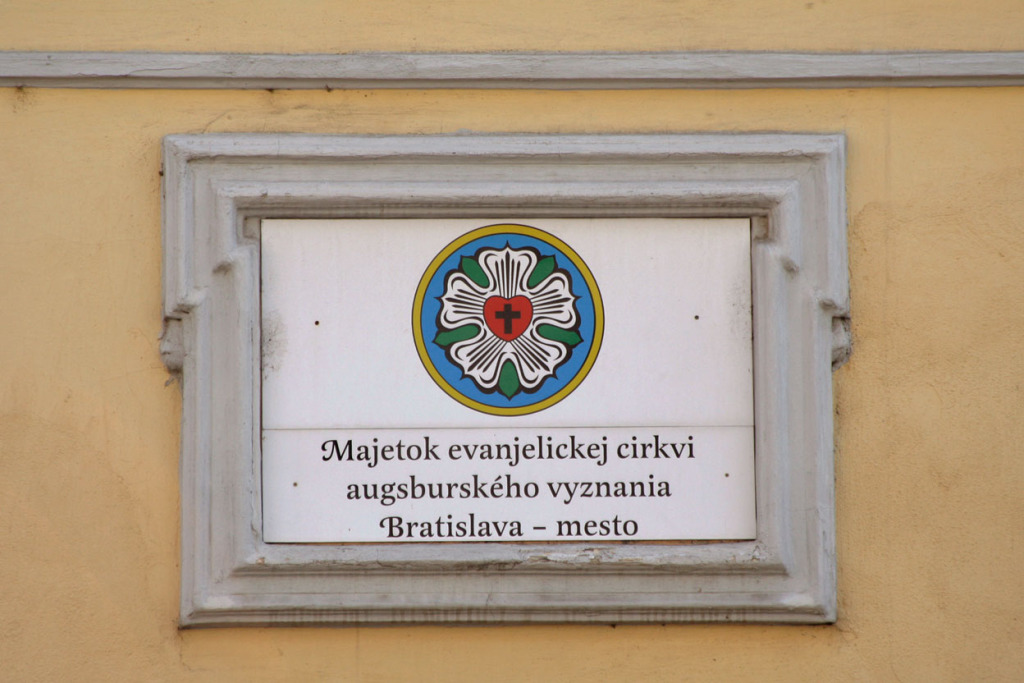 Majetok evanjelickej cirkvi
augsburského vyznania
Bratislava – mesto